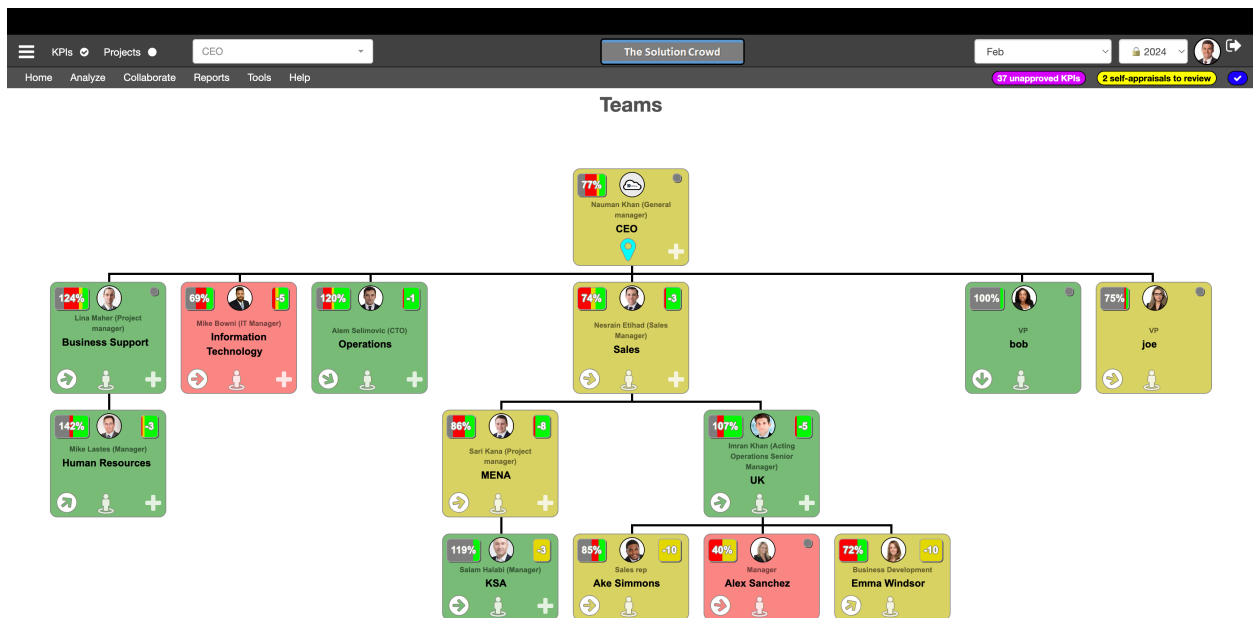 KPIs Projects CEO The Solution Crowd Feb 2024
Home Analyze Collaborate Reports Tools Help 37 unapproved KPIs 2 self-appraisals to review
Teams
77%
Nauman Khan (General
manager)
CEO
124%
Lina Maher (Project
manager)
Business Support
69% -5
Mike Bowni (IT Manager)
Information
Technology
120% -1
Alem Selimovic (CTO)
Operations
74% -3
Nesrain Etihad (Sales
Manager)
Sales
100%
VP
bob
75%
VP
joe
142% -3
Mike Lastes (Manager)
Human Resources
86% -8
Sari Kana (Project
manager)
MENA
107% -5
Imran Khan (Acting
Operations Senior
Manager)
UK
119% -3
Salam Halabi (Manager)
KSA
85% -10
Sales rep
Ake Simmons
40%
Manager
Alex Sanchez
72% -10
Business Development
Emma Windsor